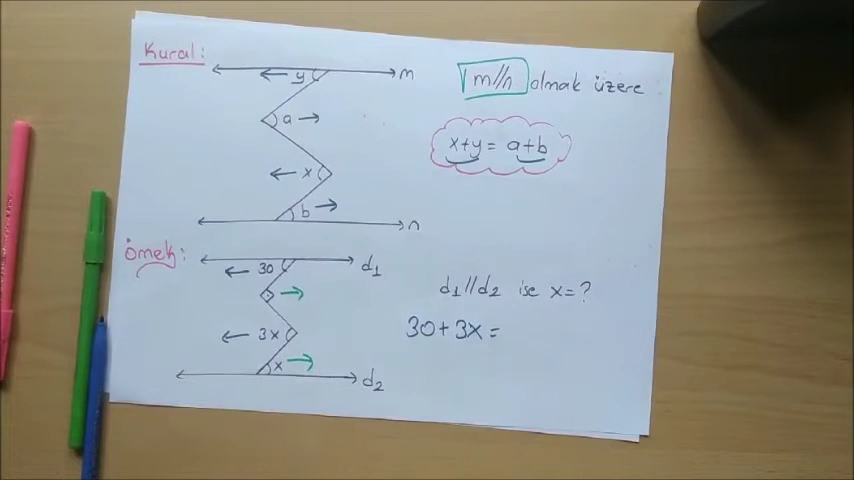 Kural:
y
m
m//n olmak üzere
a
x+y = a+b
x
b
n
örnek:
30
d1
d1//d2 ise x=?
30+3x=
3x
x
d2